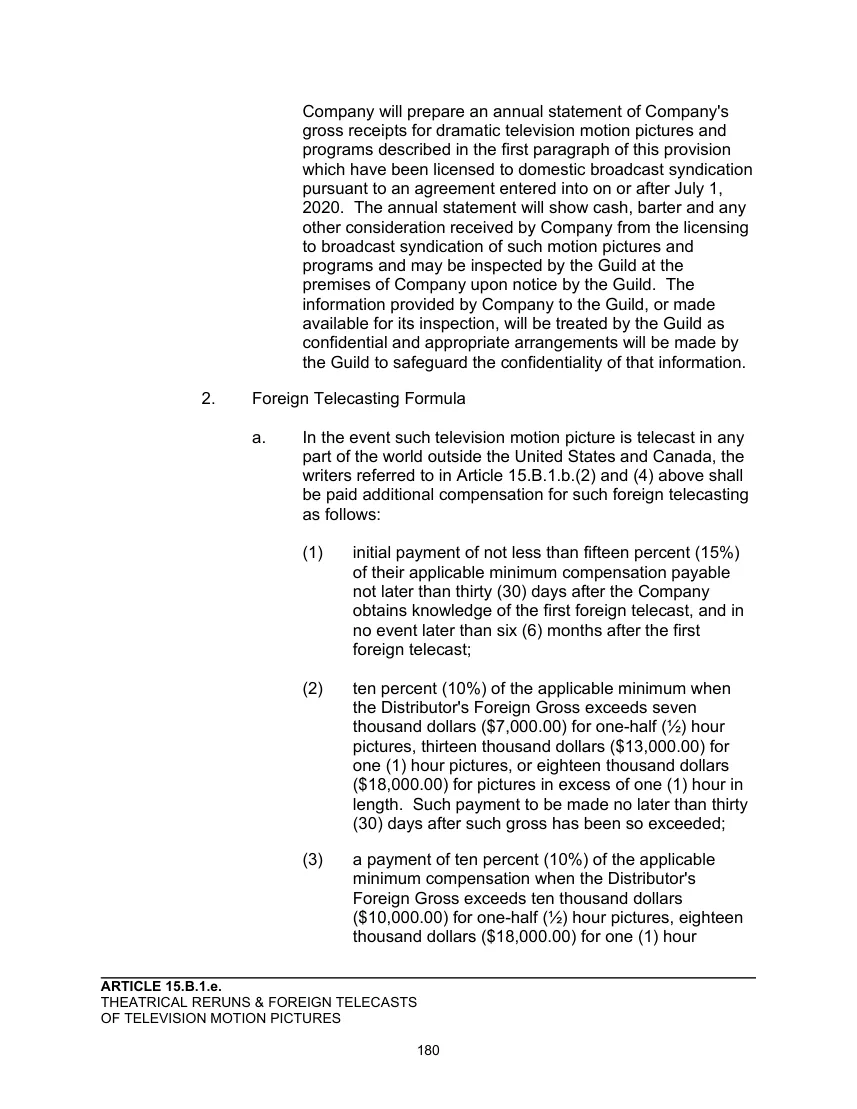 Company will prepare an annual statement of Company's
gross receipts for dramatic television motion pictures and
programs described in the first paragraph of this provision
which have been licensed to domestic broadcast syndication
pursuant to an agreement entered into on or after July 1,
2020.  The annual statement will show cash, barter and any
other consideration received by Company from the licensing
to broadcast syndication of such motion pictures and
programs and may be inspected by the Guild at the
premises of Company upon notice by the Guild.  The
information provided by Company to the Guild, or made
available for its inspection, will be treated by the Guild as
confidential and appropriate arrangements will be made by
the Guild to safeguard the confidentiality of that information.
2. Foreign Telecasting Formula
a. In the event such television motion picture is telecast in any
part of the world outside the United States and Canada, the
writers referred to in Article 15.B.1.b.(2) and (4) above shall
be paid additional compensation for such foreign telecasting
as follows:
(1) initial payment of not less than fifteen percent (15%)
of their applicable minimum compensation payable
not later than thirty (30) days after the Company
obtains knowledge of the first foreign telecast, and in
no event later than six (6) months after the first
foreign telecast;
(2) ten percent (10%) of the applicable minimum when
the Distributor's Foreign Gross exceeds seven
thousand dollars ($7,000.00) for one-half (½) hour
pictures, thirteen thousand dollars ($13,000.00) for
one (1) hour pictures, or eighteen thousand dollars
($18,000.00) for pictures in excess of one (1) hour in
length.  Such payment to be made no later than thirty
(30) days after such gross has been so exceeded;
(3) a payment of ten percent (10%) of the applicable
minimum compensation when the Distributor's
Foreign Gross exceeds ten thousand dollars
($10,000.00) for one-half (½) hour pictures, eighteen
thousand dollars ($18,000.00) for one (1) hour
ARTICLE 15.B.1.e.
THEATRICAL RERUNS & FOREIGN TELECASTS
OF TELEVISION MOTION PICTURES
180